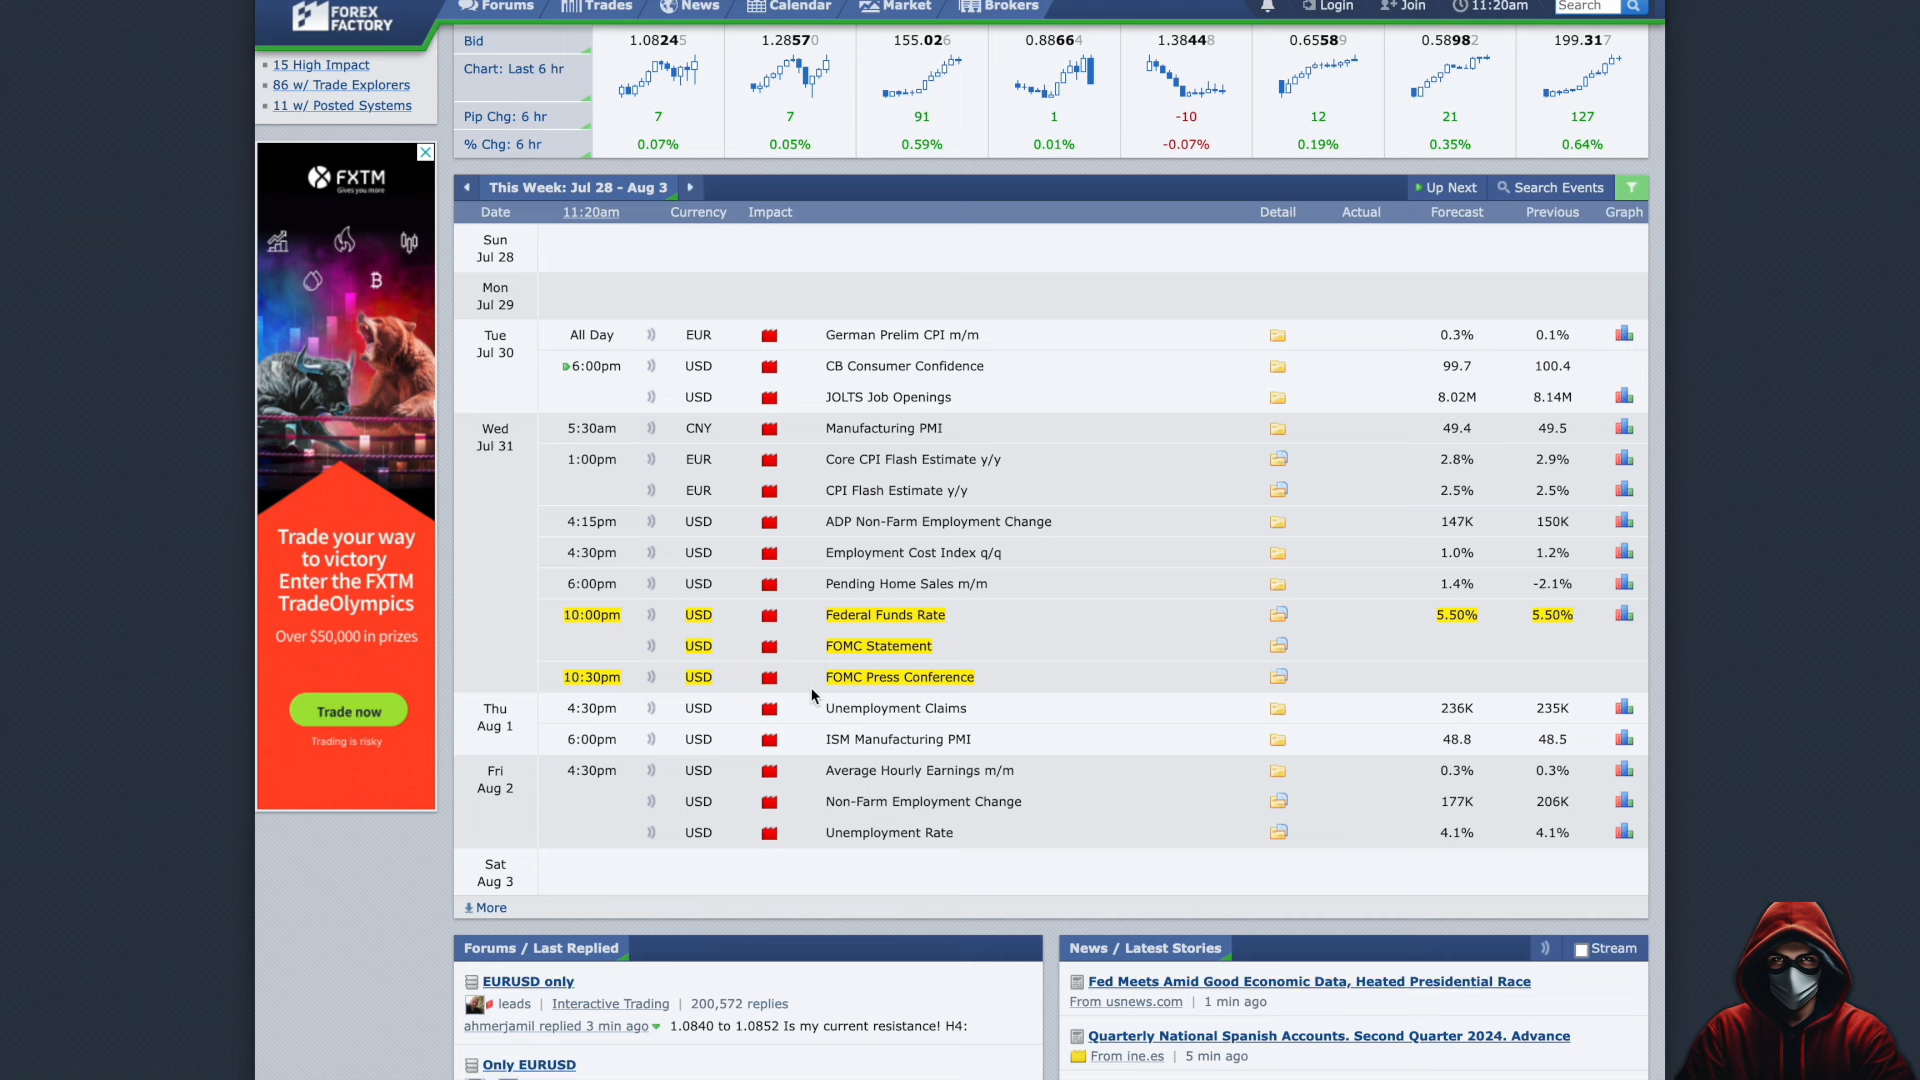 FOREX
FACTORY
Forums
Trades
News
Calendar
Market
Brokers
Login
Join
11:20am
Search
15 High Impact
86 w/ Trade Explorers
11 w/ Posted Systems
Bid 1.08245 1.28570 155.026 0.88664 1.38448 0.65589 0.58982 199.317
Chart: Last 6 hr
Pip Chg: 6 hr 7 7 91 1 -10 12 21 127
% Chg: 6 hr 0.07% 0.05% 0.59% 0.01% -0.07% 0.19% 0.35% 0.64%
FXTM
Gives you more
Trade your way
to victory
Enter the FXTM
TradeOlympics
Over $50,000 in prizes
Trade now
Trading is risky
This Week: Jul 28 - Aug 3 Up Next Search Events
Date 11:20am Currency Impact Detail Actual Forecast Previous Graph
Sun
Jul 28
Mon
Jul 29
Tue
Jul 30
All Day EUR German Prelim CPI m/m 0.3% 0.1%
6:00pm USD CB Consumer Confidence 99.7 100.4
USD JOLTS Job Openings 8.02M 8.14M
Wed
Jul 31
5:30am CNY Manufacturing PMI 49.4 49.5
1:00pm EUR Core CPI Flash Estimate y/y 2.8% 2.9%
EUR CPI Flash Estimate y/y 2.5% 2.5%
4:15pm USD ADP Non-Farm Employment Change 147K 150K
4:30pm USD Employment Cost Index q/q 1.0% 1.2%
6:00pm USD Pending Home Sales m/m 1.4% -2.1%
10:00pm USD Federal Funds Rate 5.50% 5.50%
USD FOMC Statement
10:30pm USD FOMC Press Conference
Thu
Aug 1
4:30pm USD Unemployment Claims 236K 235K
6:00pm USD ISM Manufacturing PMI 48.8 48.5
Fri
Aug 2
4:30pm USD Average Hourly Earnings m/m 0.3% 0.3%
USD Non-Farm Employment Change 177K 206K
USD Unemployment Rate 4.1% 4.1%
Sat
Aug 3
More
Forums / Last Replied
EURUSD only
leads | Interactive Trading | 200,572 replies
ahmerjamil replied 3 min ago 1.0840 to 1.0852 Is my current resistance! H4:
Only EURUSD
News / Latest Stories Stream
Fed Meets Amid Good Economic Data, Heated Presidential Race
From usnews.com | 1 min ago
Quarterly National Spanish Accounts. Second Quarter 2024. Advance
From ine.es | 5 min ago